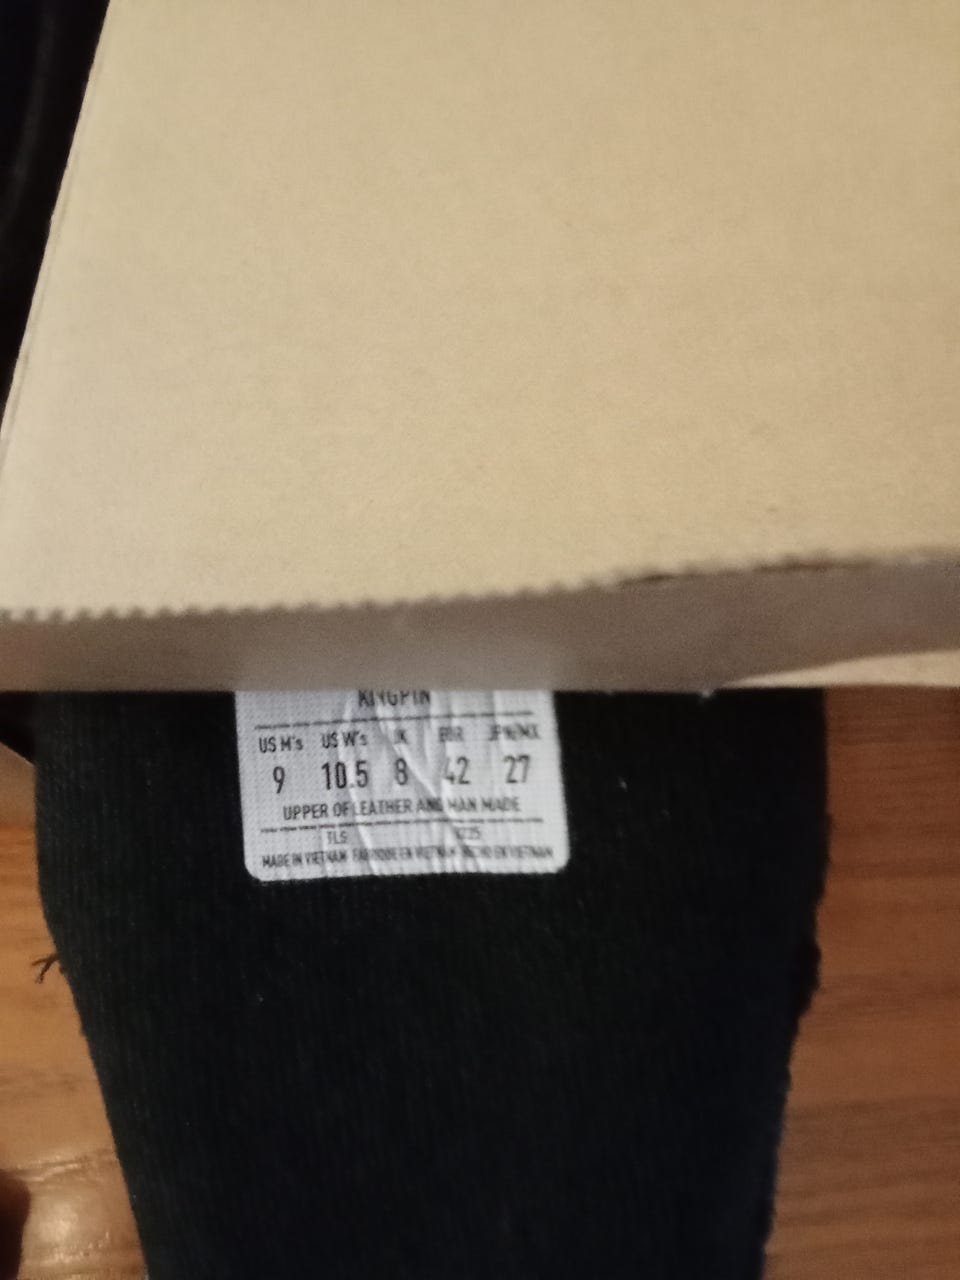 KINGPIN
US M's US W's UK EUR JPN/MX
9 10.5 8 42 27
UPPER OF LEATHER AND MAN MADE
TLS
MADE IN VIETNAM FABRIQUE EN VIETNAM HECHO EN VIETNAM